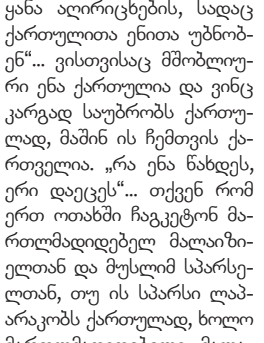 ყანა აღირიცხების, სადაც
ქართულითა ენითა უბნობ-
ენ“... ვისთვისაც მშობლიუ-
რი ენა ქართულია და ვინც
კარგად საუბრობს ქართუ-
ლად, მაშინ ის ჩემთვის ქა-
რთველია. „რა ენა წახდეს,
ერი დაეცეს“... თქვენ რომ
ერთ ოთახში ჩაგკეტონ მა-
რთლმადიდებელ მალაიზი-
ელთან და მუსლიმ სპარსე-
ლთან, თუ ის სპარსი ლაპ-
არაკობს ქართულად, ხოლო